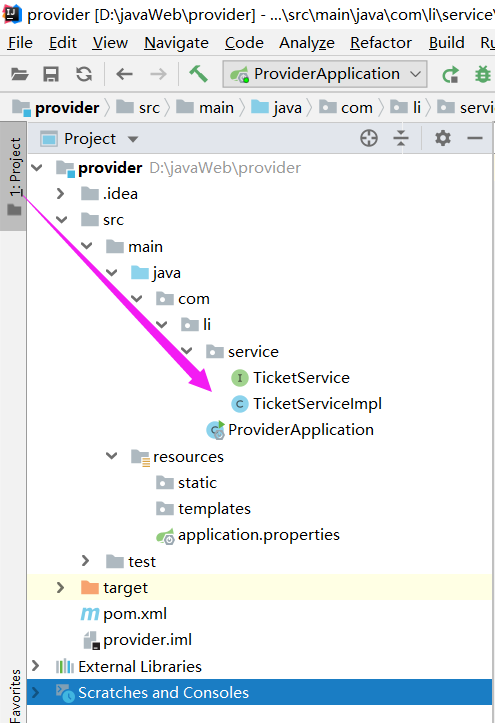 provider [D:\javaWeb\provider] - ...\src\main\java\com\li\service\
File Edit View Navigate Code Analyze Refactor Build
ProviderApplication
provider src main java com li servi
1: Project
Project
provider D:\javaWeb\provider
.idea
src
main
java
com
li
service
I TicketService
C TicketServiceImpl
C ProviderApplication
resources
static
templates
application.properties
test
target
m pom.xml
provider.iml
External Libraries
Scratches and Consoles
Favorites